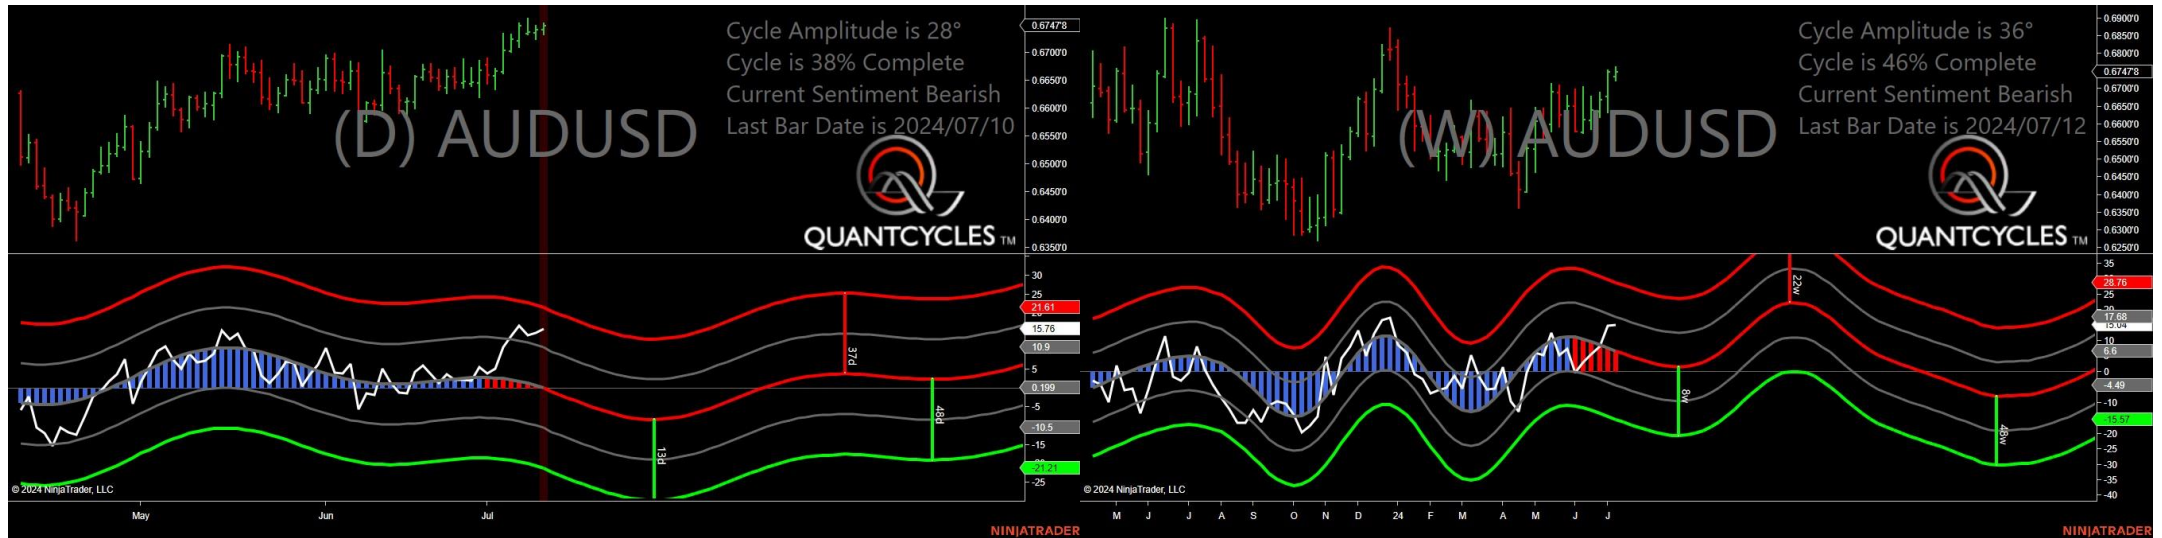 Cycle Amplitude is 28°
Cycle is 38% Complete
Current Sentiment Bearish
Last Bar Date is 2024/07/10
(D) AUDUSD
QUANTCYCLES TM
0.6747'8
0.6700'0
0.6650'0
0.6600'0
0.6550'0
0.6500'0
0.6450'0
0.6400'0
0.6350'0
30
25
21.61
15.76
10.9
5
0.199
-5
-10.5
-15
-21.21
-25
13d
37d
48d
© 2024 NinjaTrader, LLC
May Jun Jul
NINJATRADER
Cycle Amplitude is 36°
Cycle is 46% Complete
Current Sentiment Bearish
Last Bar Date is 2024/07/12
(W) AUDUSD
QUANTCYCLES TM
0.6900'0
0.6850'0
0.6800'0
0.6747'8
0.6700'0
0.6650'0
0.6600'0
0.6550'0
0.6500'0
0.6450'0
0.6400'0
0.6350'0
0.6300'0
0.6250'0
35
28.76
25
17.68
15.04
10
6.6
0
-4.49
-10
-15.57
-20
-25
-30
-35
-40
8w
22w
48w
© 2024 NinjaTrader, LLC
M J J A S O N D 24 F M A M J J
NINJATRADER